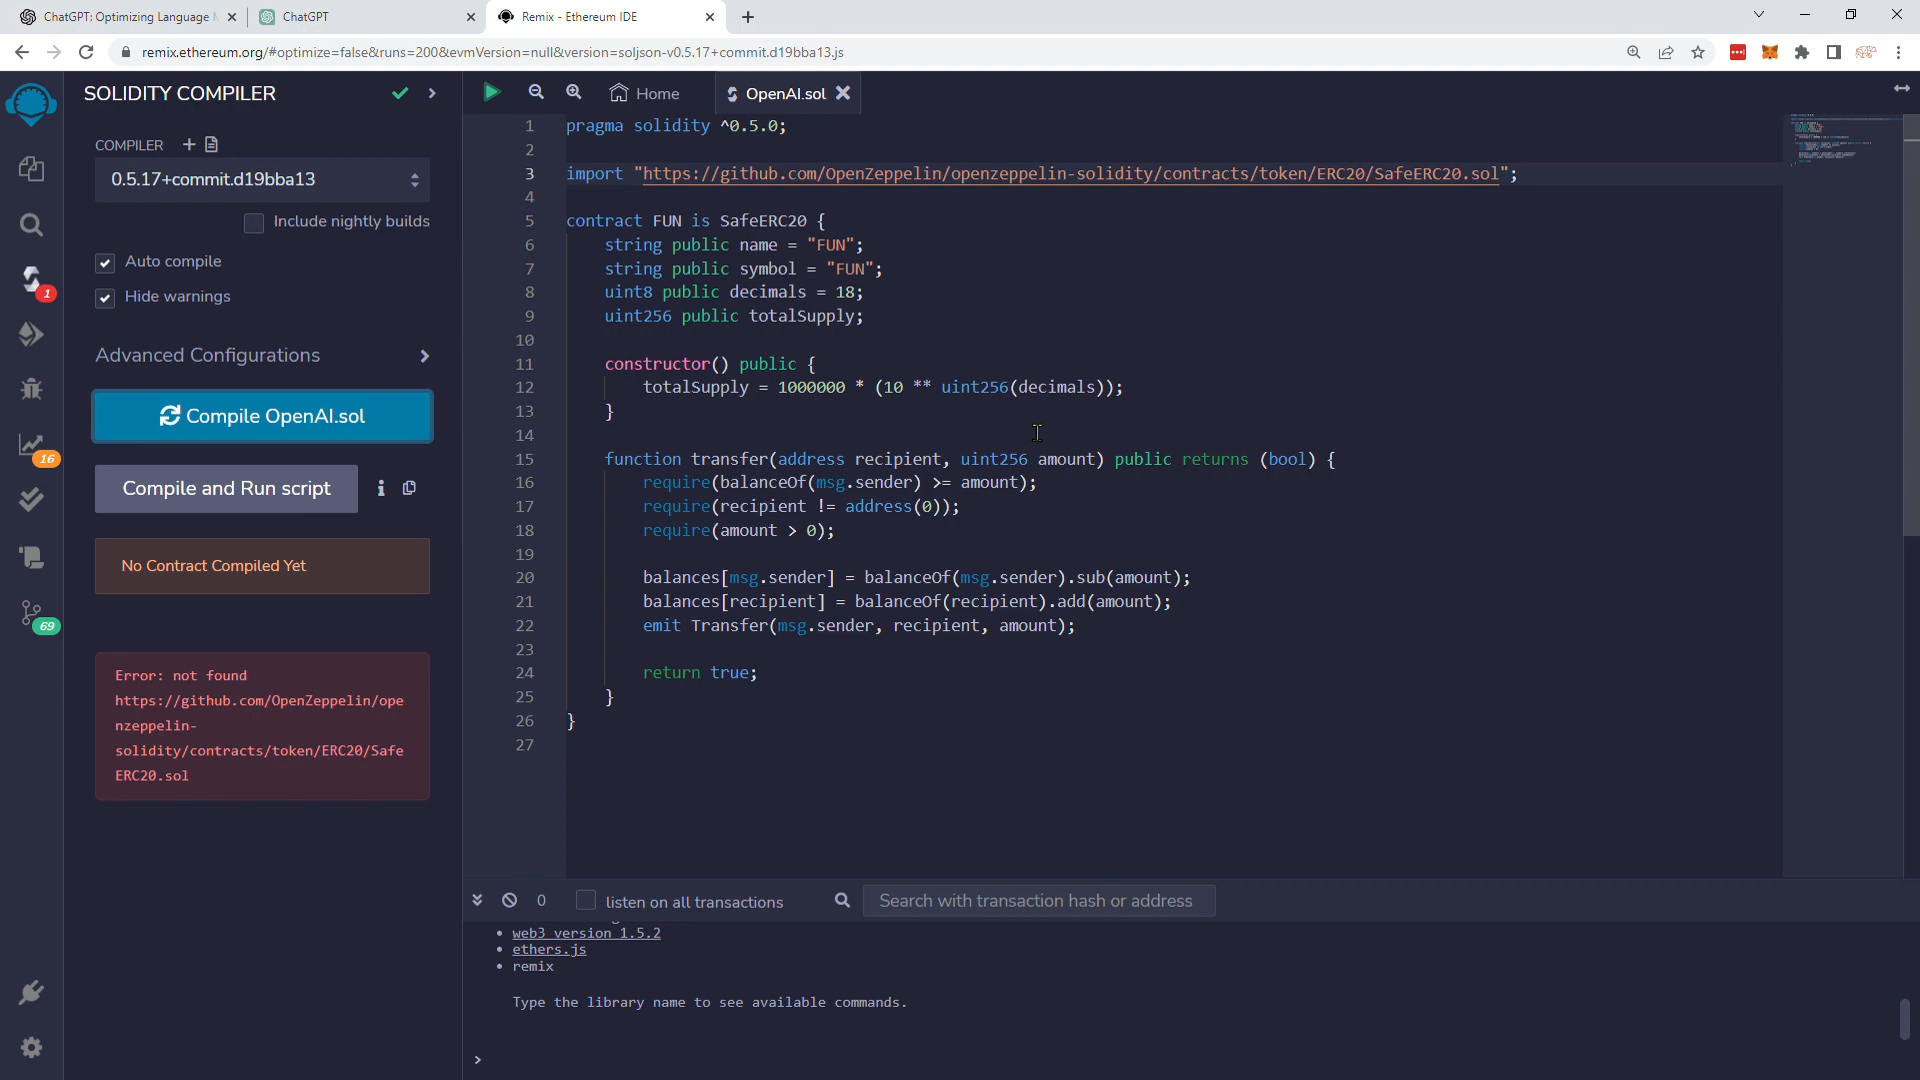 ChatGPT: Optimizing Language
ChatGPT
Remix - Ethereum IDE
remix.ethereum.org/#optimize=false&runs=200&evmVersion=null&version=soljson-v0.5.17+commit.d19bba13.js
SOLIDITY COMPILER
Home
OpenAI.sol
COMPILER
0.5.17+commit.d19bba13
Include nightly builds
Auto compile
Hide warnings
Advanced Configurations
Compile OpenAI.sol
Compile and Run script
No Contract Compiled Yet
Error: not found
https://github.com/OpenZeppelin/ope
nzeppelin-
solidity/contracts/token/ERC20/Safe
ERC20.sol
1
16
69
1 pragma solidity ^0.5.0;
2
3 import "https://github.com/OpenZeppelin/openzeppelin-solidity/contracts/token/ERC20/SafeERC20.sol";
4
5 contract FUN is SafeERC20 {
6 string public name = "FUN";
7 string public symbol = "FUN";
8 uint8 public decimals = 18;
9 uint256 public totalSupply;
10
11 constructor() public {
12 totalSupply = 1000000 * (10 ** uint256(decimals));
13 }
14
15 function transfer(address recipient, uint256 amount) public returns (bool) {
16 require(balanceOf(msg.sender) >= amount);
17 require(recipient != address(0));
18 require(amount > 0);
19
20 balances[msg.sender] = balanceOf(msg.sender).sub(amount);
21 balances[recipient] = balanceOf(recipient).add(amount);
22 emit Transfer(msg.sender, recipient, amount);
23
24 return true;
25 }
26 }
27
0
listen on all transactions
Search with transaction hash or address
• web3 version 1.5.2
• ethers.js
• remix
Type the library name to see available commands.
>